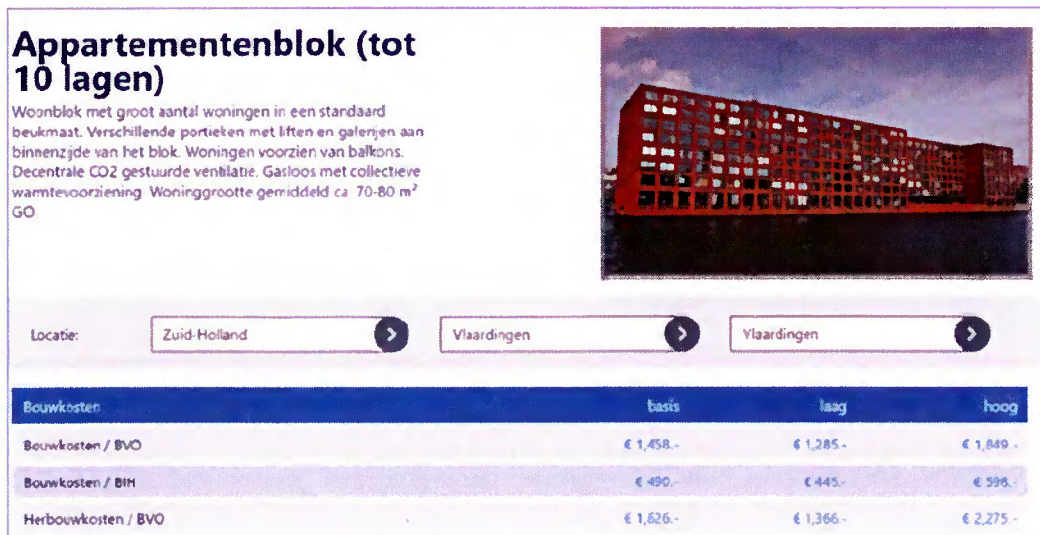 Appartementenblok (tot
10 lagen)
Woonblok met groot aantal woningen in een standaard
beukmaat. Verschillende portieken met liften en galerijen aan
binnenzijde van het blok. Woningen voorzien van balkons.
Decentrale CO2 gestuurde ventilatie. Gasloos met collectieve
warmtevoorziening. Woninggrootte gemiddeld ca. 70-80 m²
GO
Locatie: Zuid-Holland Vlaardingen Vlaardingen
Bouwkosten basis laag hoog
Bouwkosten / BVO € 1,458.- € 1,285.- € 1,849.-
Bouwkosten / BIH € 490.- € 445.- € 596.-
Herbouwkosten / BVO € 1,626.- € 1,366.- € 2,275.-